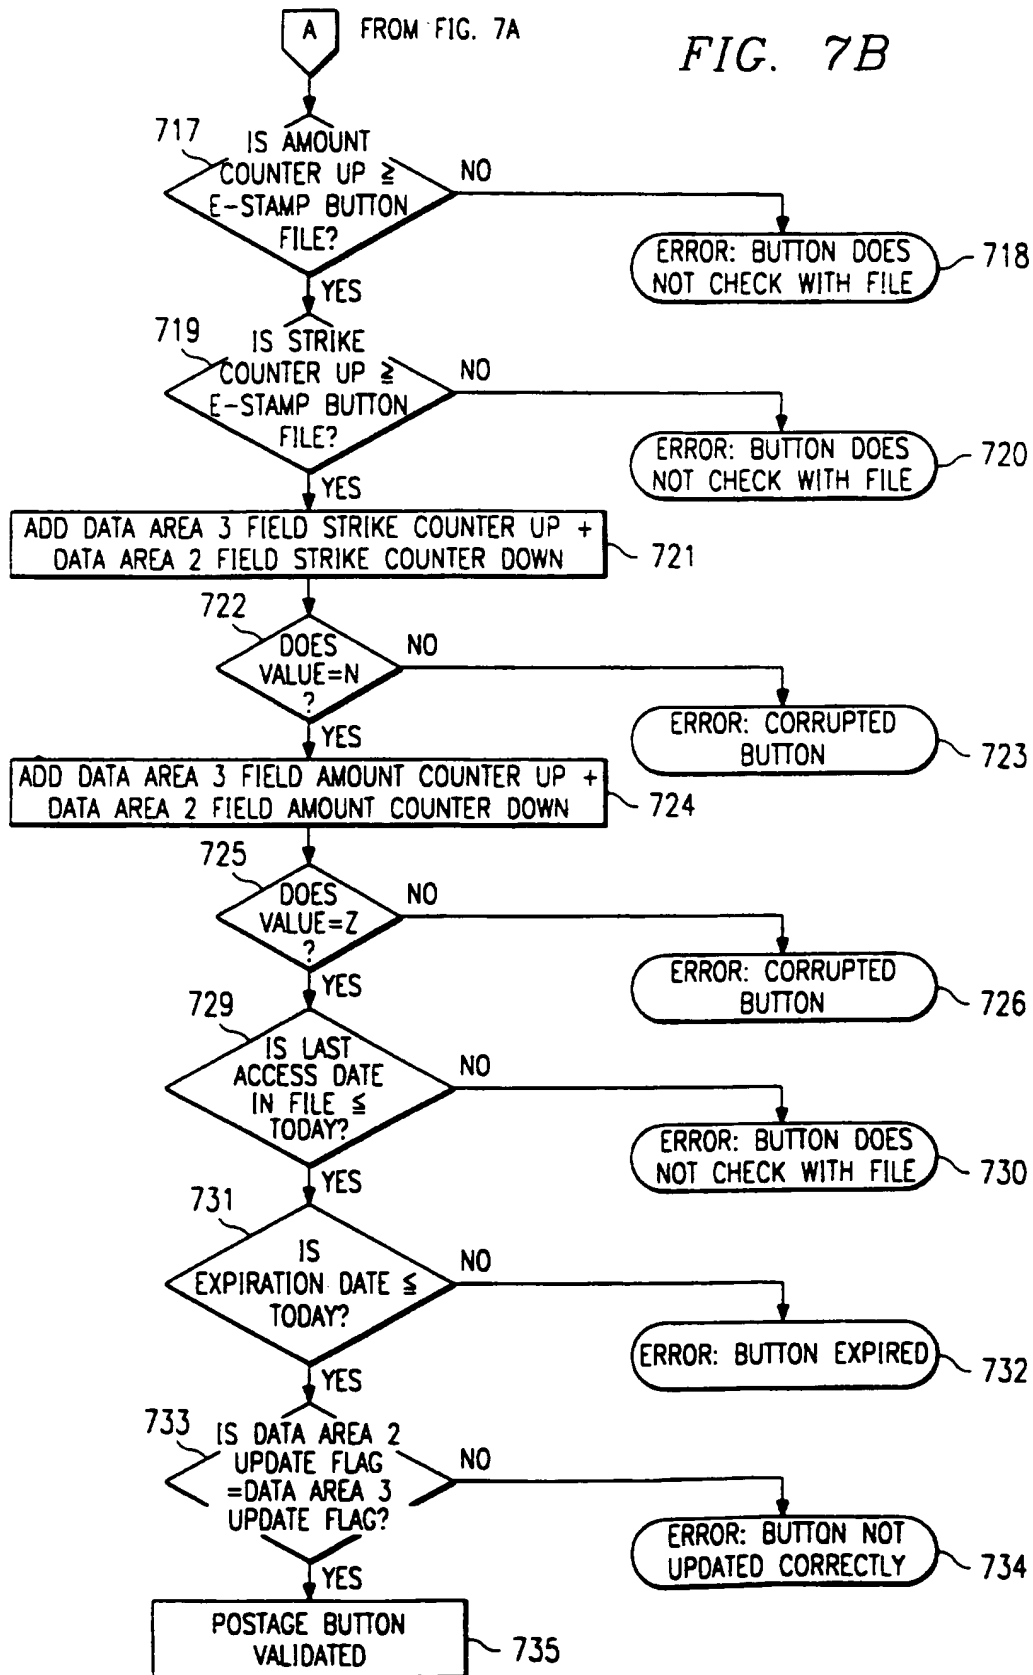 A FROM FIG. 7A
FIG. 7B
717
IS AMOUNT
COUNTER UP ≧
E-STAMP BUTTON
FILE?
NO
ERROR: BUTTON DOES
NOT CHECK WITH FILE
718
YES
719
IS STRIKE
COUNTER UP ≧
E-STAMP BUTTON
FILE?
NO
ERROR: BUTTON DOES
NOT CHECK WITH FILE
720
YES
ADD DATA AREA 3 FIELD STRIKE COUNTER UP +
DATA AREA 2 FIELD STRIKE COUNTER DOWN
721
722
DOES
VALUE=N
?
NO
ERROR: CORRUPTED
BUTTON
723
YES
ADD DATA AREA 3 FIELD AMOUNT COUNTER UP +
DATA AREA 2 FIELD AMOUNT COUNTER DOWN
724
725
DOES
VALUE=Z
?
NO
ERROR: CORRUPTED
BUTTON
726
YES
729
IS LAST
ACCESS DATE
IN FILE ≦
TODAY?
NO
ERROR: BUTTON DOES
NOT CHECK WITH FILE
730
YES
731
IS
EXPIRATION DATE ≦
TODAY?
NO
ERROR: BUTTON EXPIRED
732
YES
733
IS DATA AREA 2
UPDATE FLAG
=DATA AREA 3
UPDATE FLAG?
NO
ERROR: BUTTON NOT
UPDATED CORRECTLY
734
YES
POSTAGE BUTTON
VALIDATED
735